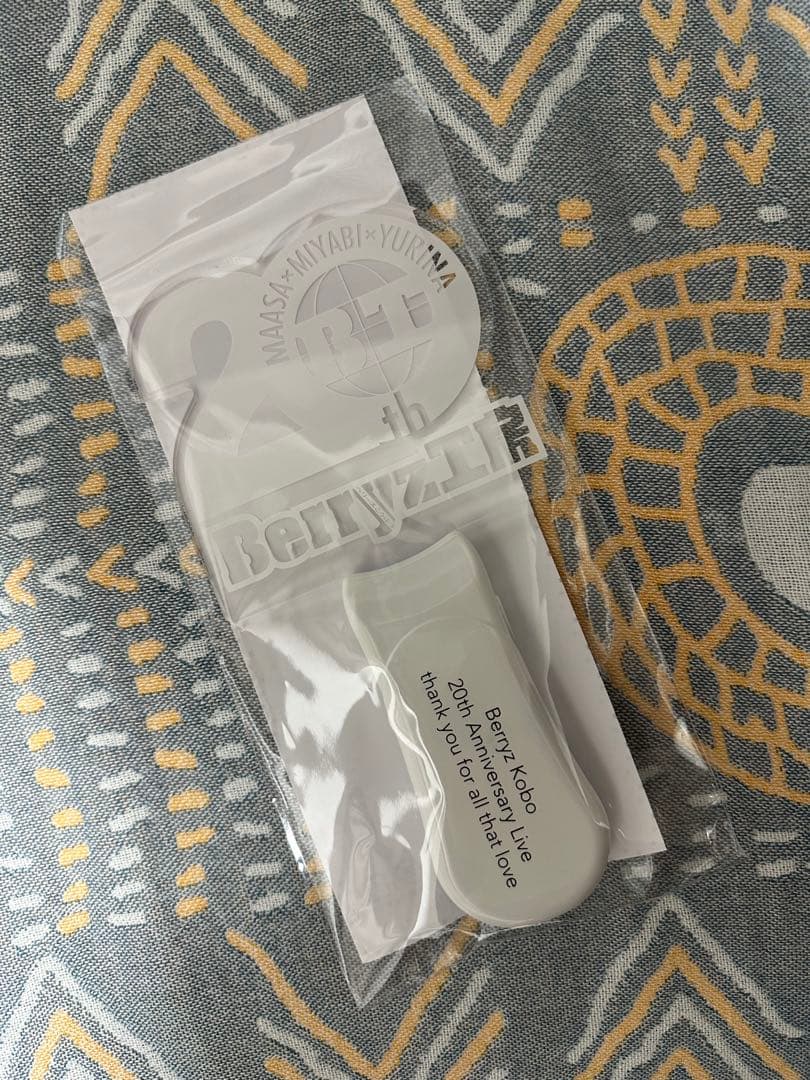 MAASA×MIYABI×YURINA
20
BT
th
Berryz工房
Berryz Kobo
20th Anniversary Live
thank you for all that love